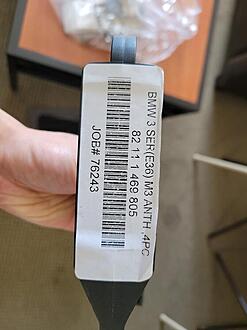 BMW 3 SER(E36) M3 ANTH ,4PC
82 11 1 469 805
JOB# 76243